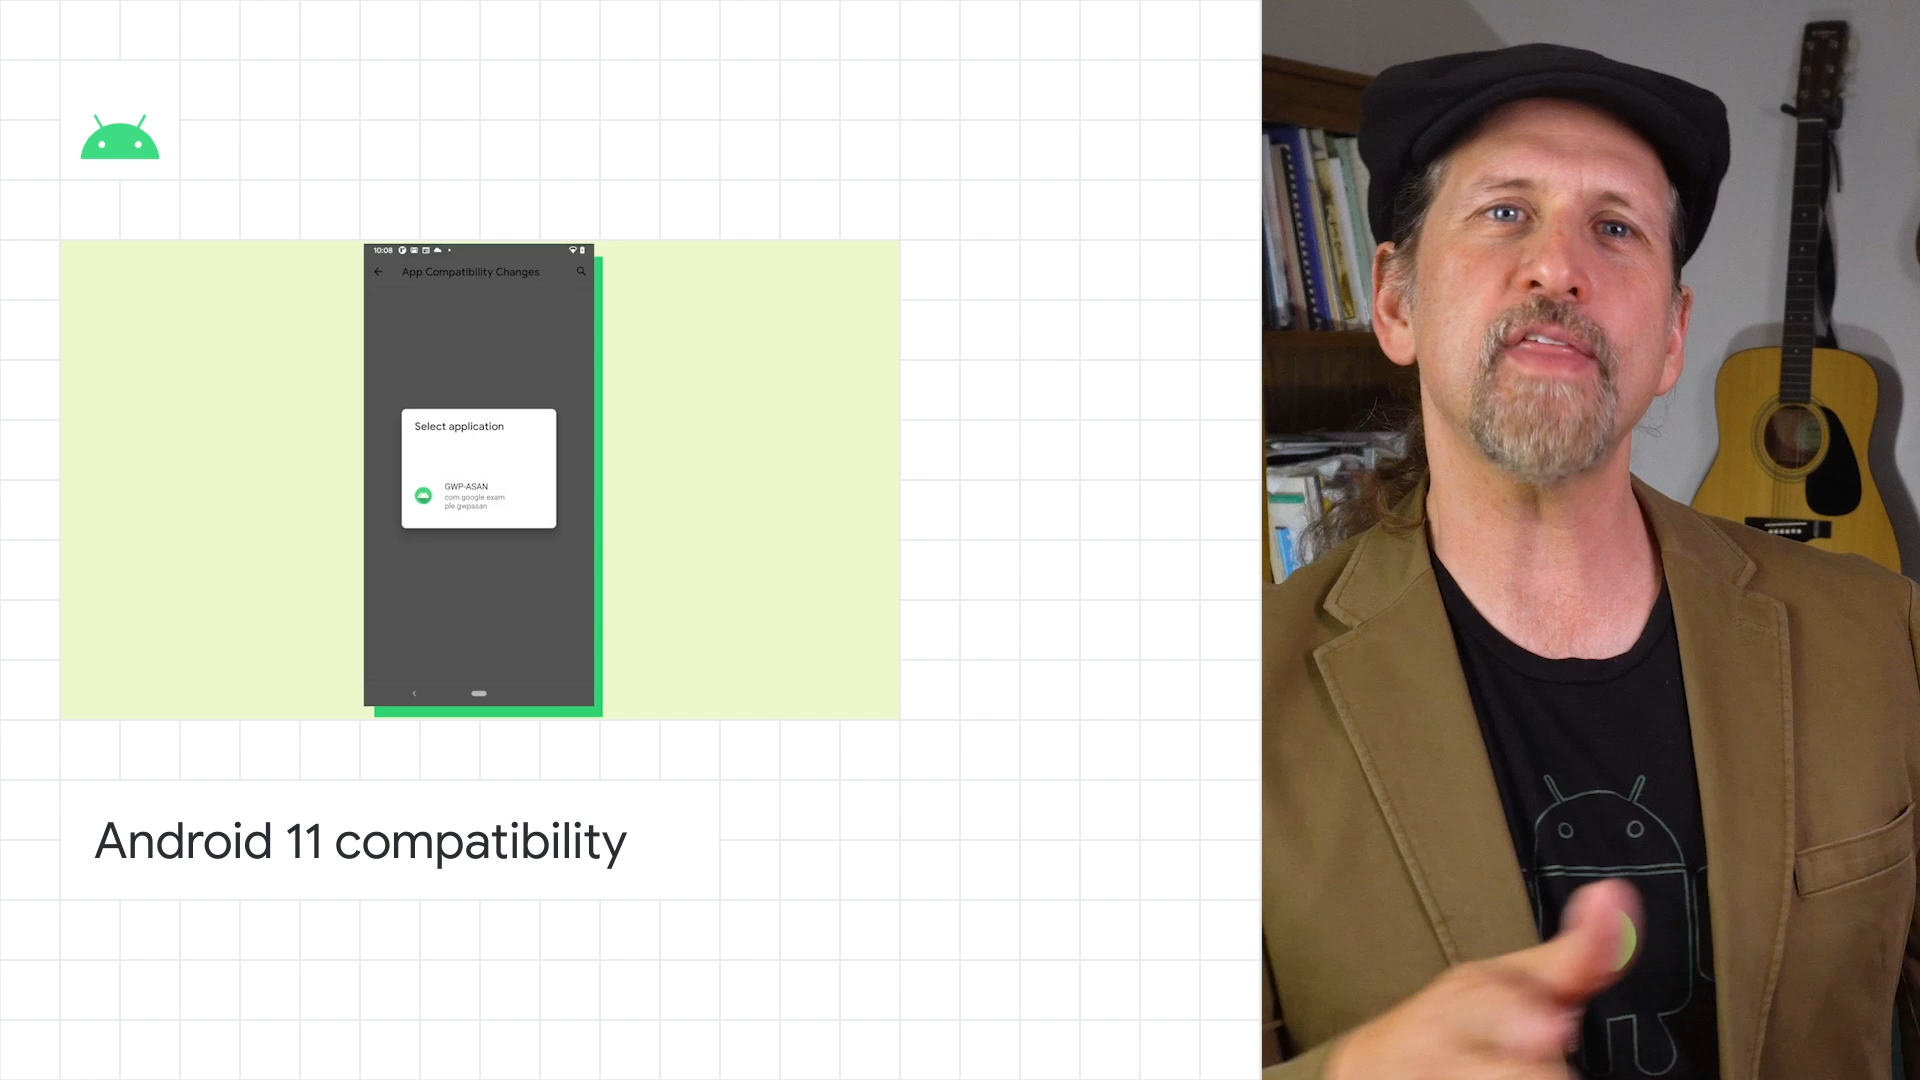 10:08
App Compatibility Changes
Select application
GWP-ASAN
com.google.exam
ple.gwpasan
Android 11 compatibility